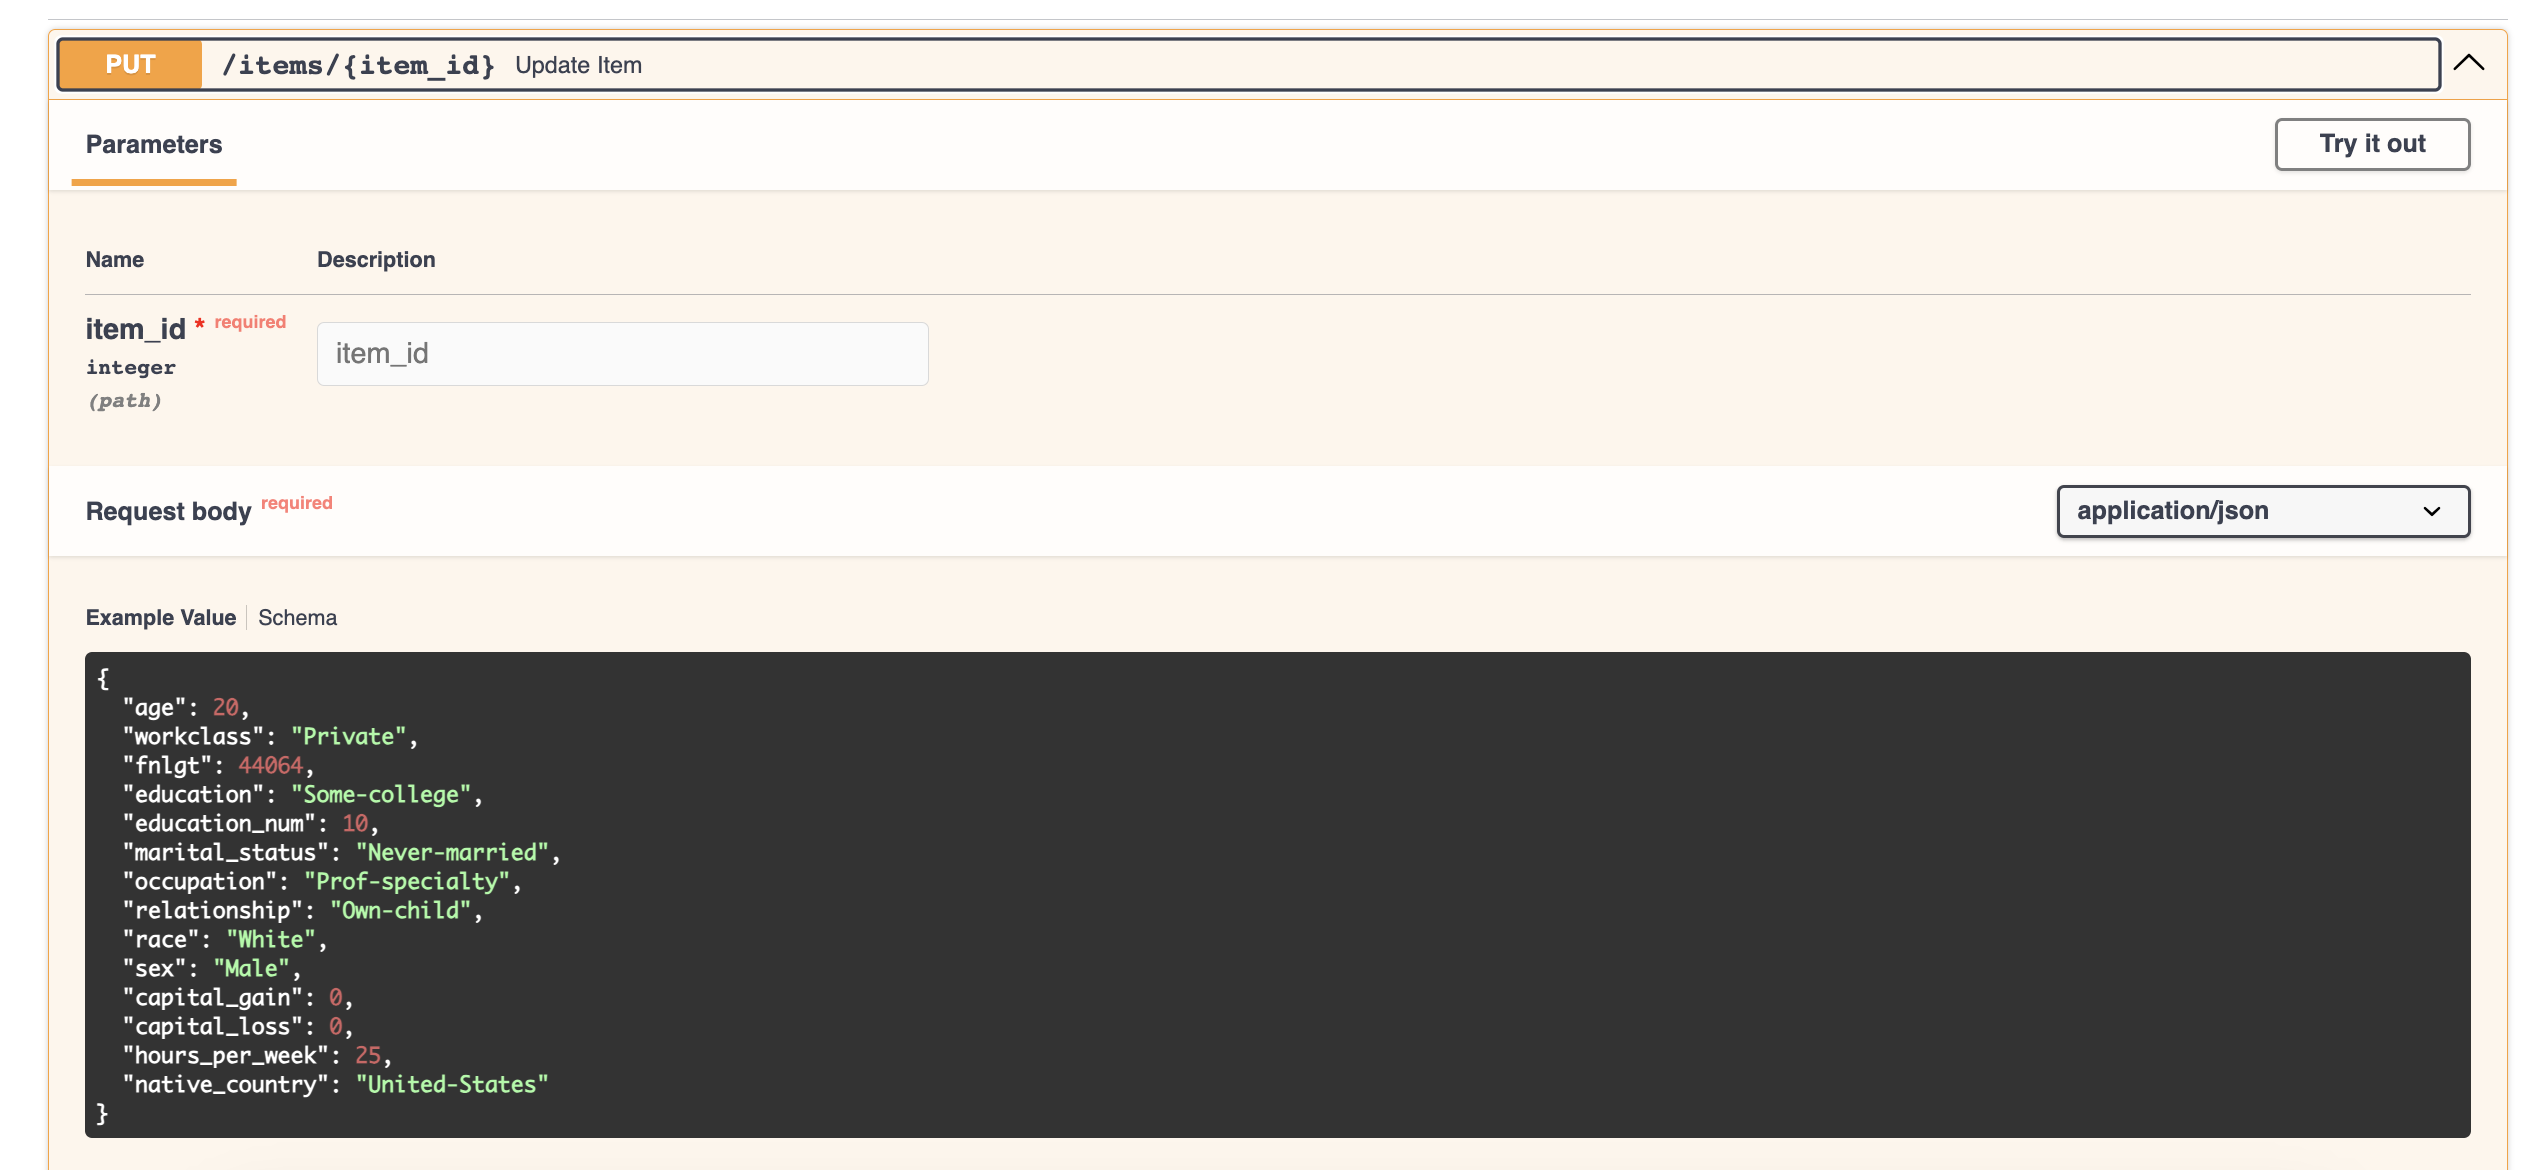 PUT /items/{item_id} Update Item
Parameters
Try it out
Name Description
item_id * required
integer
(path)
item_id
Request body required
application/json
Example Value Schema
{
  "age": 20,
  "workclass": "Private",
  "fnlgt": 44064,
  "education": "Some-college",
  "education_num": 10,
  "marital_status": "Never-married",
  "occupation": "Prof-specialty",
  "relationship": "Own-child",
  "race": "White",
  "sex": "Male",
  "capital_gain": 0,
  "capital_loss": 0,
  "hours_per_week": 25,
  "native_country": "United-States"
}